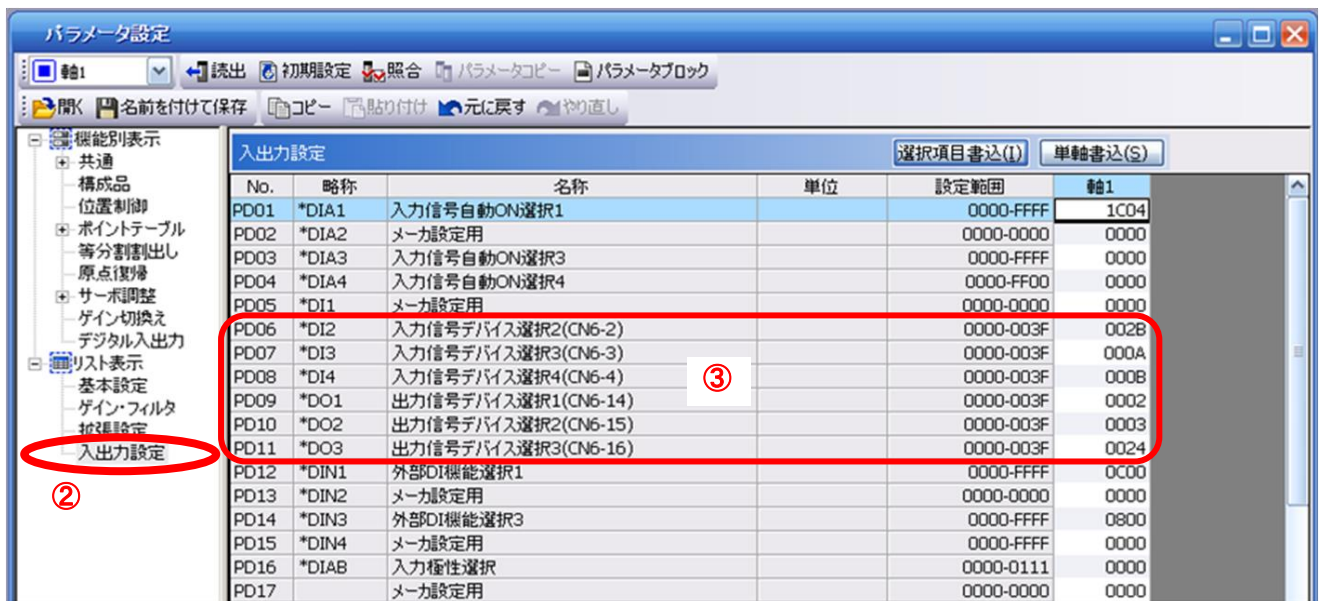 パラメータ設定
軸1 読出 初期設定 照合 パラメータコピー パラメータブロック
開く 名前を付けて保存 コピー 貼り付け 元に戻す やり直し
機能別表示
共通
構成品
位置制御
ポイントテーブル
等分割割出し
原点復帰
サーボ調整
ゲイン切換え
デジタル入出力
リスト表示
基本設定
ゲイン・フィルタ
拡張設定
入出力設定
②
入出力設定 選択項目書込(I) 単軸書込(S)
No. 略称 名称 単位 設定範囲 軸1
PD01 *DIA1 入力信号自動ON選択1 0000-FFFF 1C04
PD02 *DIA2 メーカ設定用 0000-0000 0000
PD03 *DIA3 入力信号自動ON選択3 0000-FFFF 0000
PD04 *DIA4 入力信号自動ON選択4 0000-FF00 0000
PD05 *DI1 メーカ設定用 0000-0000 0000
PD06 *DI2 入力信号デバイス選択2(CN6-2) 0000-003F 002B
PD07 *DI3 入力信号デバイス選択3(CN6-3) 0000-003F 000A
PD08 *DI4 入力信号デバイス選択4(CN6-4) ③ 0000-003F 000B
PD09 *DO1 出力信号デバイス選択1(CN6-14) 0000-003F 0002
PD10 *DO2 出力信号デバイス選択2(CN6-15) 0000-003F 0003
PD11 *DO3 出力信号デバイス選択3(CN6-16) 0000-003F 0024
PD12 *DIN1 外部DI機能選択1 0000-FFFF 0C00
PD13 *DIN2 メーカ設定用 0000-0000 0000
PD14 *DIN3 外部DI機能選択3 0000-FFFF 0800
PD15 *DIN4 メーカ設定用 0000-FFFF 0000
PD16 *DIAB 入力極性選択 0000-0111 0000
PD17 メーカ設定用 0000-0000 0000